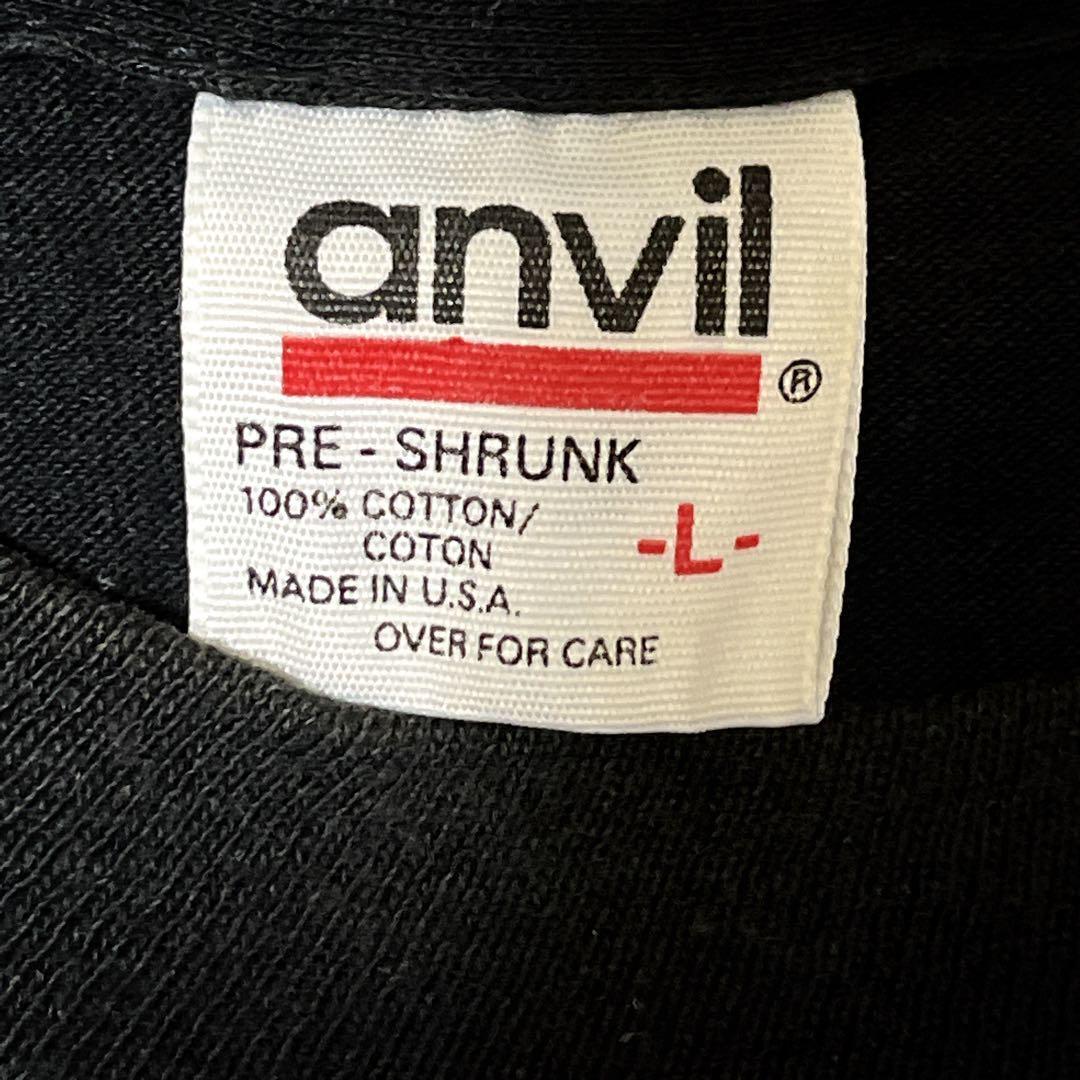 anvil
®
PRE - SHRUNK
100% COTTON/
COTON
-L-
MADE IN U.S.A.
OVER FOR CARE